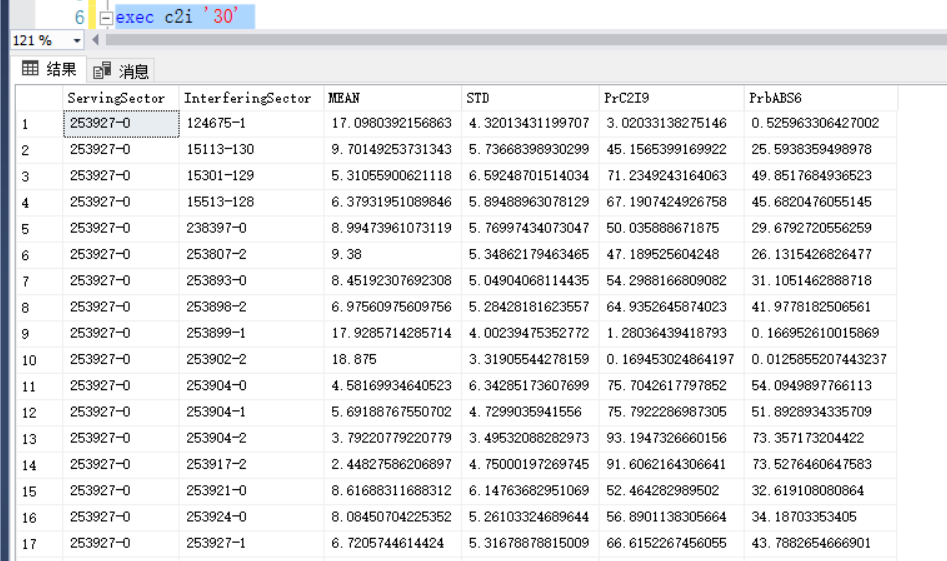 6 exec c2i '30'
121 %
结果 消息
ServingSector InterferingSector MEAN STD PrC2I9 PrbABS6
1 253927-0 124675-1 17.0980392156863 4.32013431199707 3.02033138275146 0.525963306427002
2 253927-0 15113-130 9.70149253731343 5.73668398930299 45.1565399169922 25.5938359498978
3 253927-0 15301-129 5.31055900621118 6.59248701514034 71.2349243164063 49.8517684936523
4 253927-0 15513-128 6.37931951089846 5.89488963078129 67.1907424926758 45.6820476055145
5 253927-0 238397-0 8.99473961073119 5.76997434073047 50.035888671875 29.6792720556259
6 253927-0 253807-2 9.38 5.34862179463465 47.189525604248 26.1315426826477
7 253927-0 253893-0 8.45192307692308 5.04904068114435 54.2988166809082 31.1051462888718
8 253927-0 253898-2 6.97560975609756 5.28428181623557 64.9352645874023 41.9778182506561
9 253927-0 253899-1 17.9285714285714 4.00239475352772 1.28036439418793 0.166952610015869
10 253927-0 253902-2 18.875 3.31905544278159 0.169453024864197 0.0125855207443237
11 253927-0 253904-0 4.58169934640523 6.34285173607699 75.7042617797852 54.0949897766113
12 253927-0 253904-1 5.69188767550702 4.7299035941556 75.7922286987305 51.8928934335709
13 253927-0 253904-2 3.79220779220779 3.49532088282973 93.1947326660156 73.357173204422
14 253927-0 253917-2 2.44827586206897 4.75000197269745 91.6062164306641 73.5276460647583
15 253927-0 253921-0 8.61688311688312 6.14763682951069 52.464282989502 32.619108080864
16 253927-0 253924-0 8.08450704225352 5.26103324689644 56.8901138305664 34.18703353405
17 253927-0 253927-1 6.7205744614424 5.31678878815009 66.6152267456055 43.7882654666901